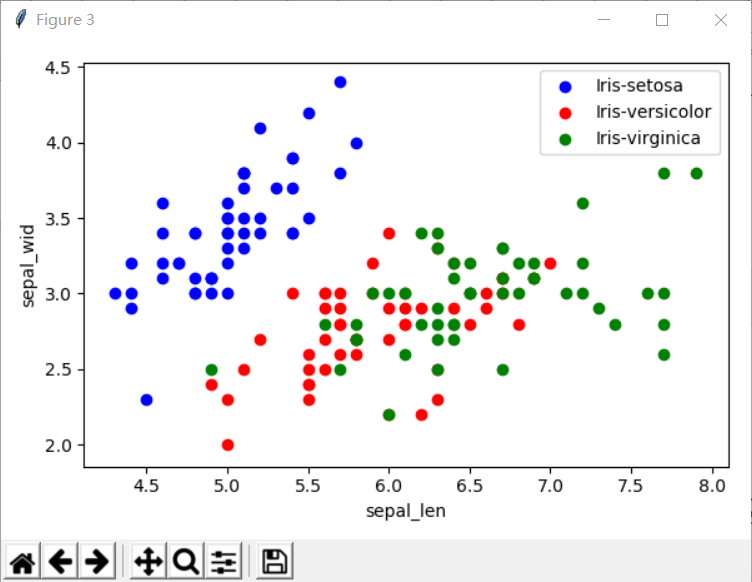 Figure 3
4.5
4.0
3.5
3.0
2.5
2.0
sepal_wid
Iris-setosa
Iris-versicolor
Iris-virginica
4.5 5.0 5.5 6.0 6.5 7.0 7.5 8.0
sepal_len